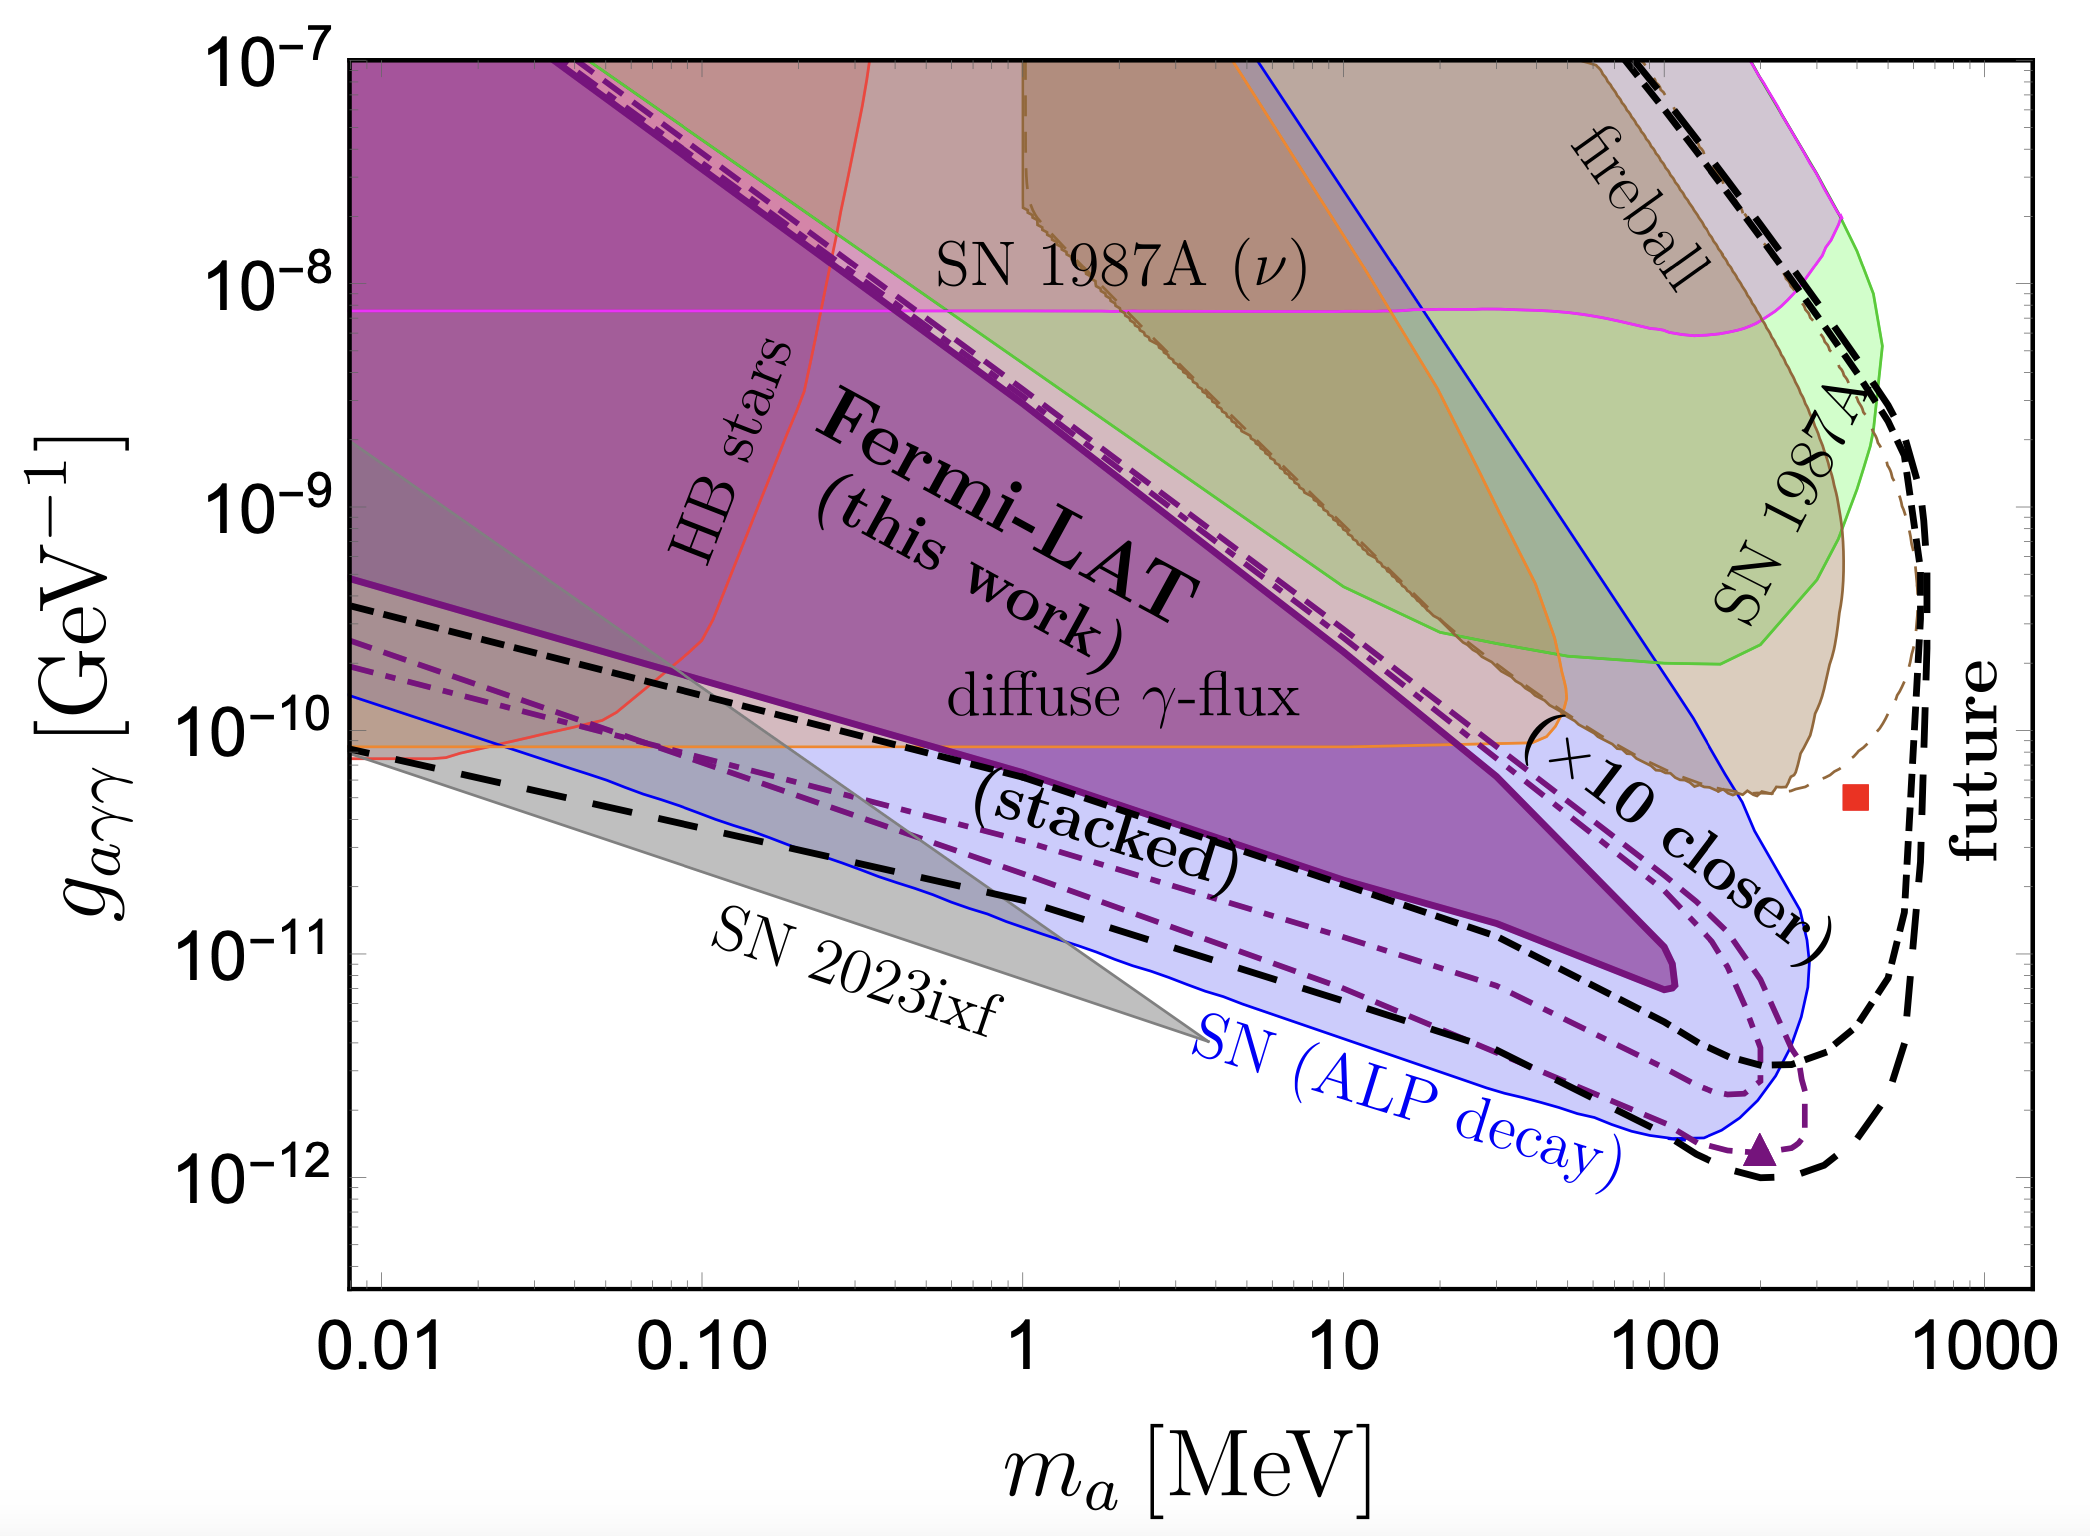 10−7
10−8
10−9
10−10
10−11
10−12
gaγγ [GeV−1]
fireball
SN 1987A (ν)
HB stars
Fermi-LAT
(this work)
SN 1987A
diffuse γ-flux
(×10 closer)
(stacked)
future
SN 2023ixf
SN (ALP decay)
0.01 0.10 1 10 100 1000
ma [MeV]